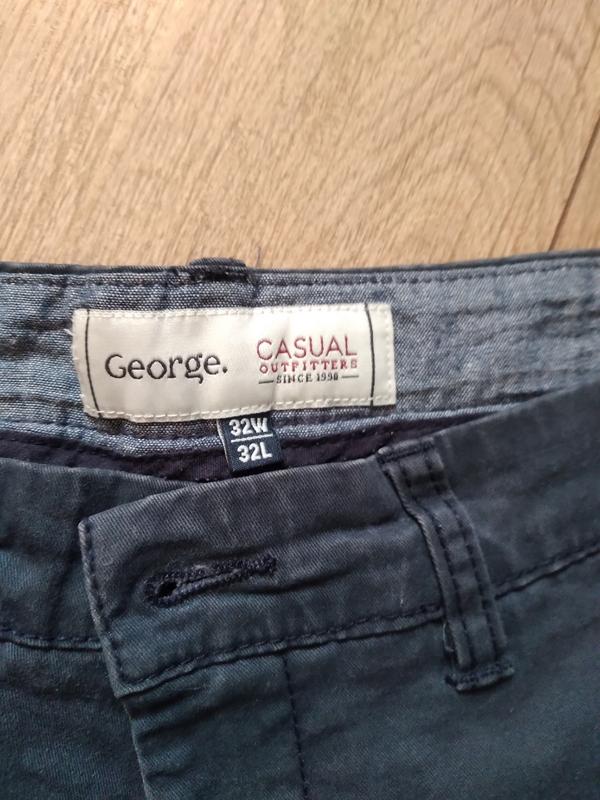 George.
CASUAL
OUTFITTERS
SINCE 1990
32W
32L